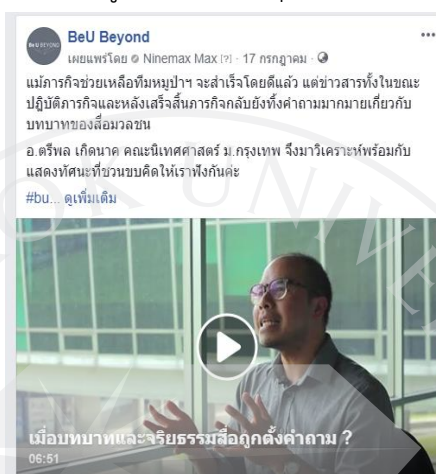 BeU Beyond
เผยแพร่โดย Ninemax Max [?] · 17 กรกฎาคม ·
แม้ภารกิจช่วยเหลือทีมหมูป่าฯ จะสำเร็จโดยดีแล้ว แต่ข่าวสารทั้งในขณะ
ปฏิบัติภารกิจและหลังเสร็จสิ้นภารกิจกลับยังทิ้งคำถามมากมายเกี่ยวกับ
บทบาทของสื่อมวลชน
อ.ตรีพล เกิดนาค คณะนิเทศศาสตร์ ม.กรุงเทพ จึงมาวิเคราะห์พร้อมกับ
แสดงทัศนะที่ชวนขบคิดให้เราฟังกันค่ะ
#bu... ดูเพิ่มเติม
เมื่อบทบาทและจริยธรรมสื่อถูกตั้งคำถาม ?
06:51